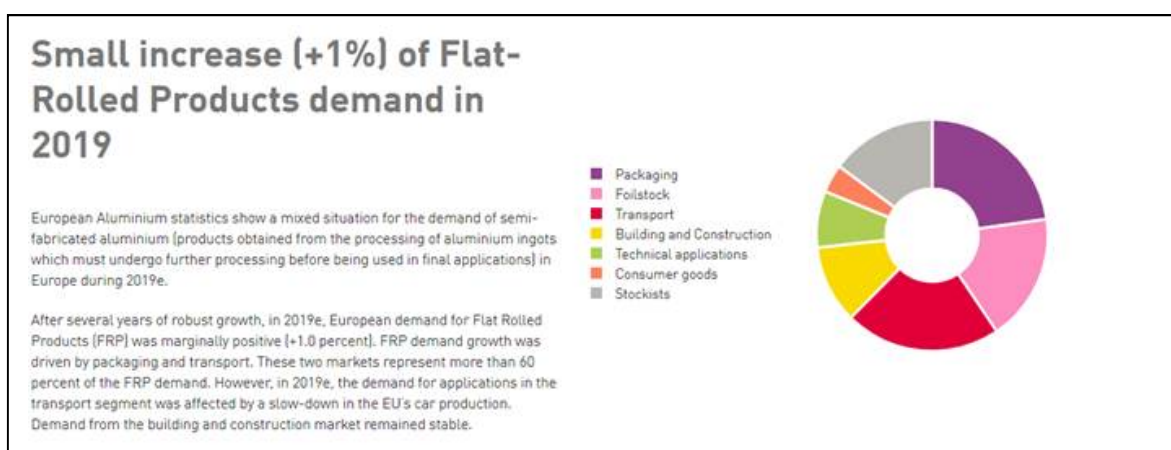 Small increase (+1%) of Flat-
Rolled Products demand in
2019
European Aluminium statistics show a mixed situation for the demand of semi-
fabricated aluminium (products obtained from the processing of aluminium ingots
which must undergo further processing before being used in final applications) in
Europe during 2019e.
After several years of robust growth, in 2019e, European demand for Flat Rolled
Products (FRP) was marginally positive (+1.0 percent). FRP demand growth was
driven by packaging and transport. These two markets represent more than 60
percent of the FRP demand. However, in 2019e, the demand for applications in the
transport segment was affected by a slow-down in the EU's car production.
Demand from the building and construction market remained stable.
Packaging
Foilstock
Transport
Building and Construction
Technical applications
Consumer goods
Stockists